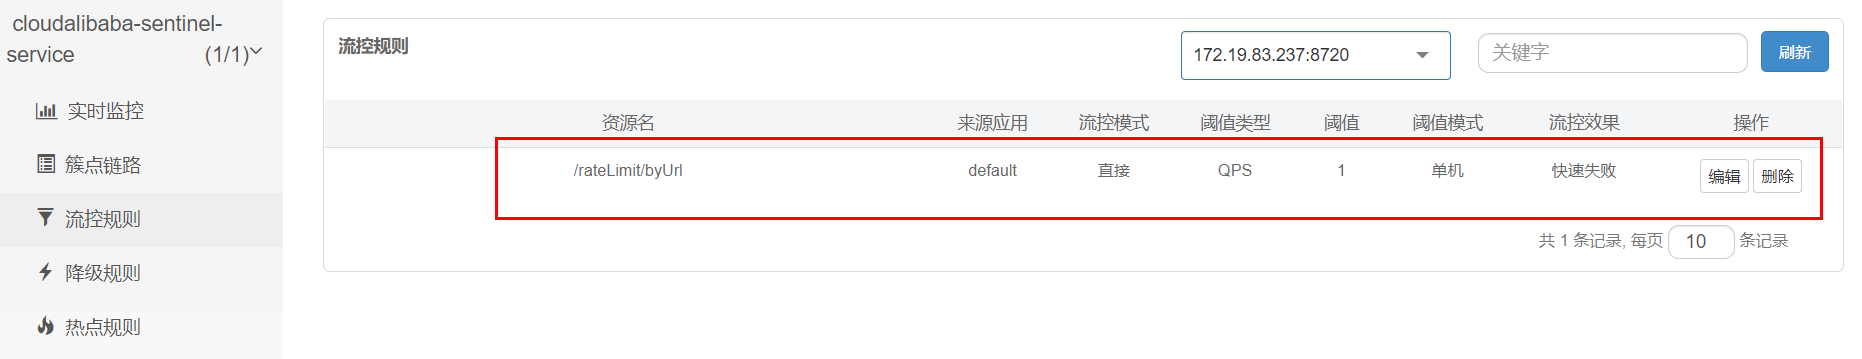 cloudalibaba-sentinel-
service (1/1)
实时监控
簇点链路
流控规则
降级规则
热点规则
流控规则 172.19.83.237:8720 关键字 刷新
资源名 来源应用 流控模式 阈值类型 阈值 阈值模式 流控效果 操作
/rateLimit/byUrl default 直接 QPS 1 单机 快速失败 编辑 删除
共 1 条记录, 每页 10 条记录